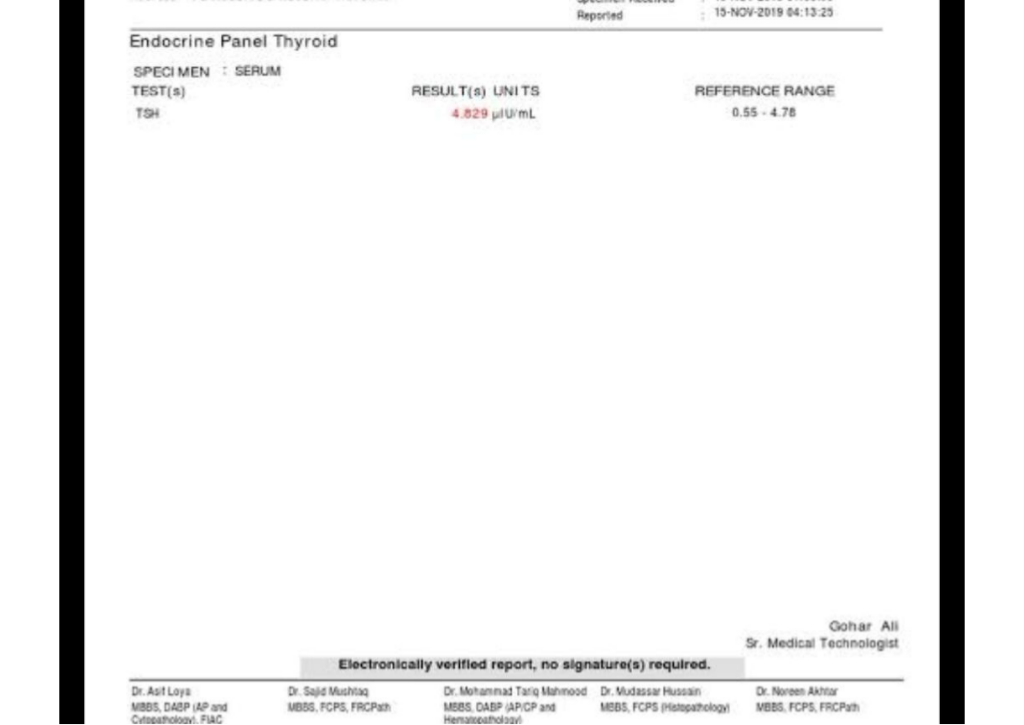 Reported : 15-NOV-2019 04:13:25
Endocrine Panel Thyroid
SPECIMEN : SERUM
TEST(s) RESULT(s) UNITS REFERENCE RANGE
TSH 4.829 µIU/mL 0.55 - 4.78
Gohar Ali
Sr. Medical Technologist
Electronically verified report, no signature(s) required.
Dr. Asif Loya Dr. Sajid Mushtaq Dr. Mohammad Tariq Mahmood Dr. Mudassar Hussain Dr. Noreen Akhtar
MBBS, DABP (AP and MBBS, FCPS, FRCPath MBBS, DABP (AP/CP and MBBS, FCPS (Histopathology) MBBS, FCPS, FRCPath
Cytopathology), FIAC Hematopathology)